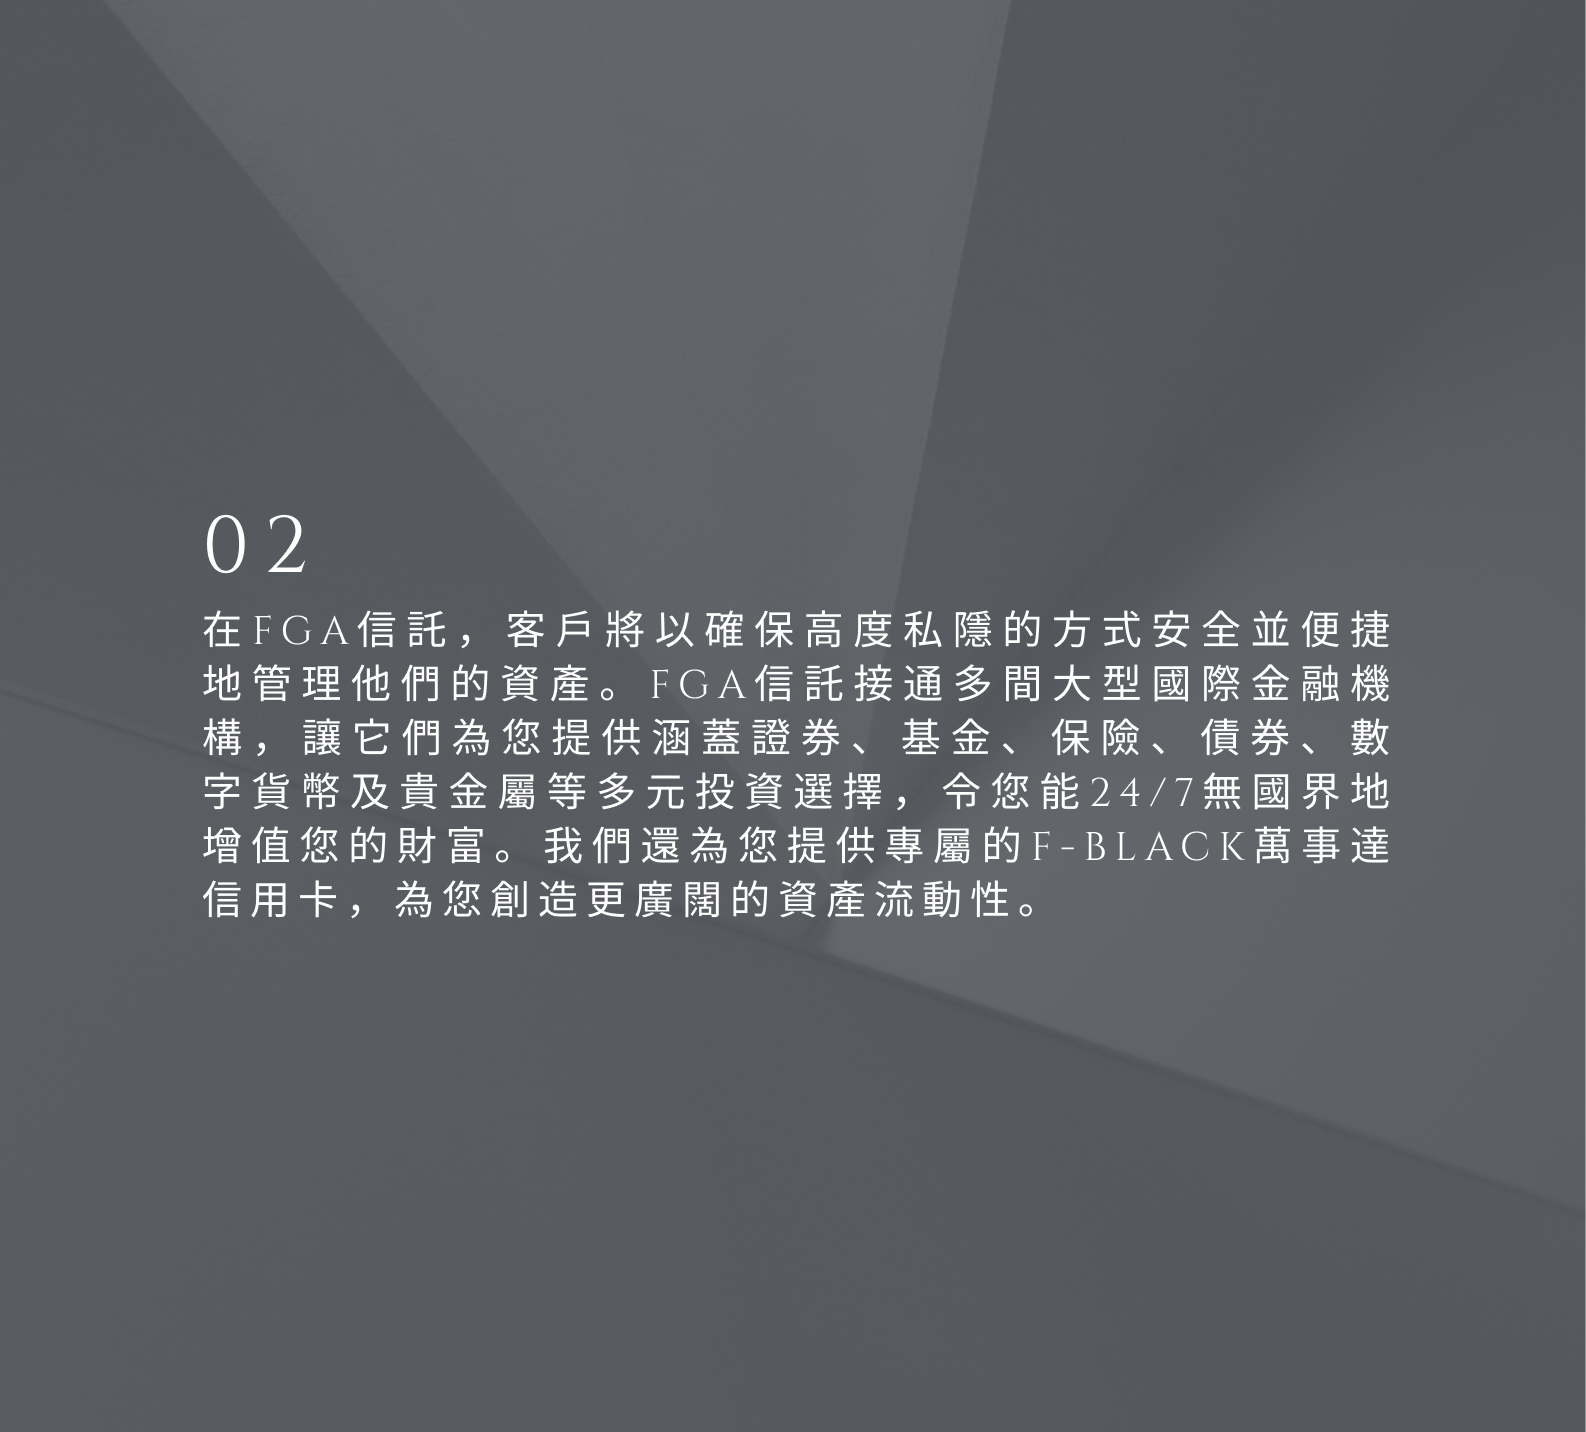 02
在FGA信託，客戶將以確保高度私隱的方式安全並便捷
地管理他們的資產。FGA信託接通多間大型國際金融機
構，讓它們為您提供涵蓋證券、基金、保險、債券、數
字貨幣及貴金屬等多元投資選擇，令您能24/7無國界地
增值您的財富。我們還為您提供專屬的F-BLACK萬事達
信用卡，為您創造更廣闊的資產流動性。